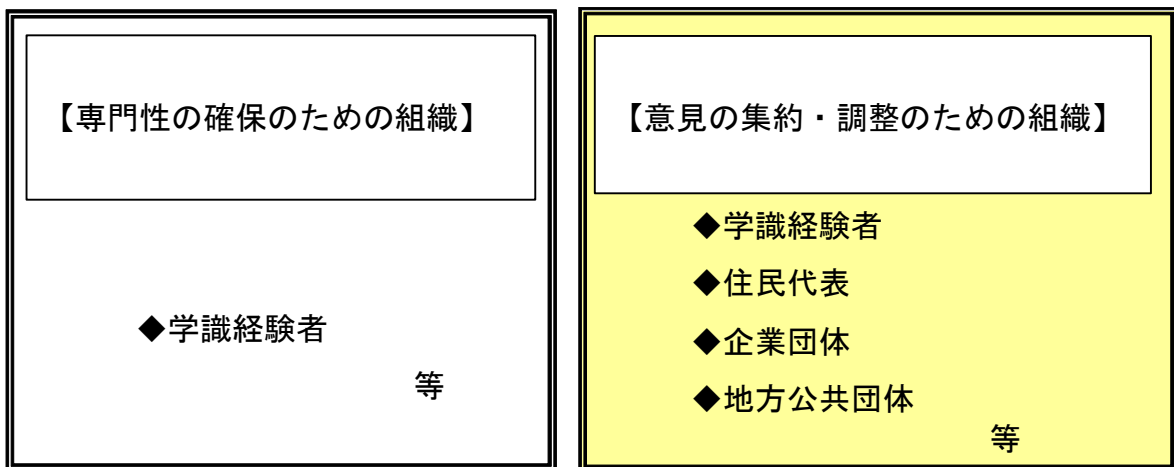 【専門性の確保のための組織】
◆学識経験者
等
【意見の集約・調整のための組織】
◆学識経験者
◆住民代表
◆企業団体
◆地方公共団体
等